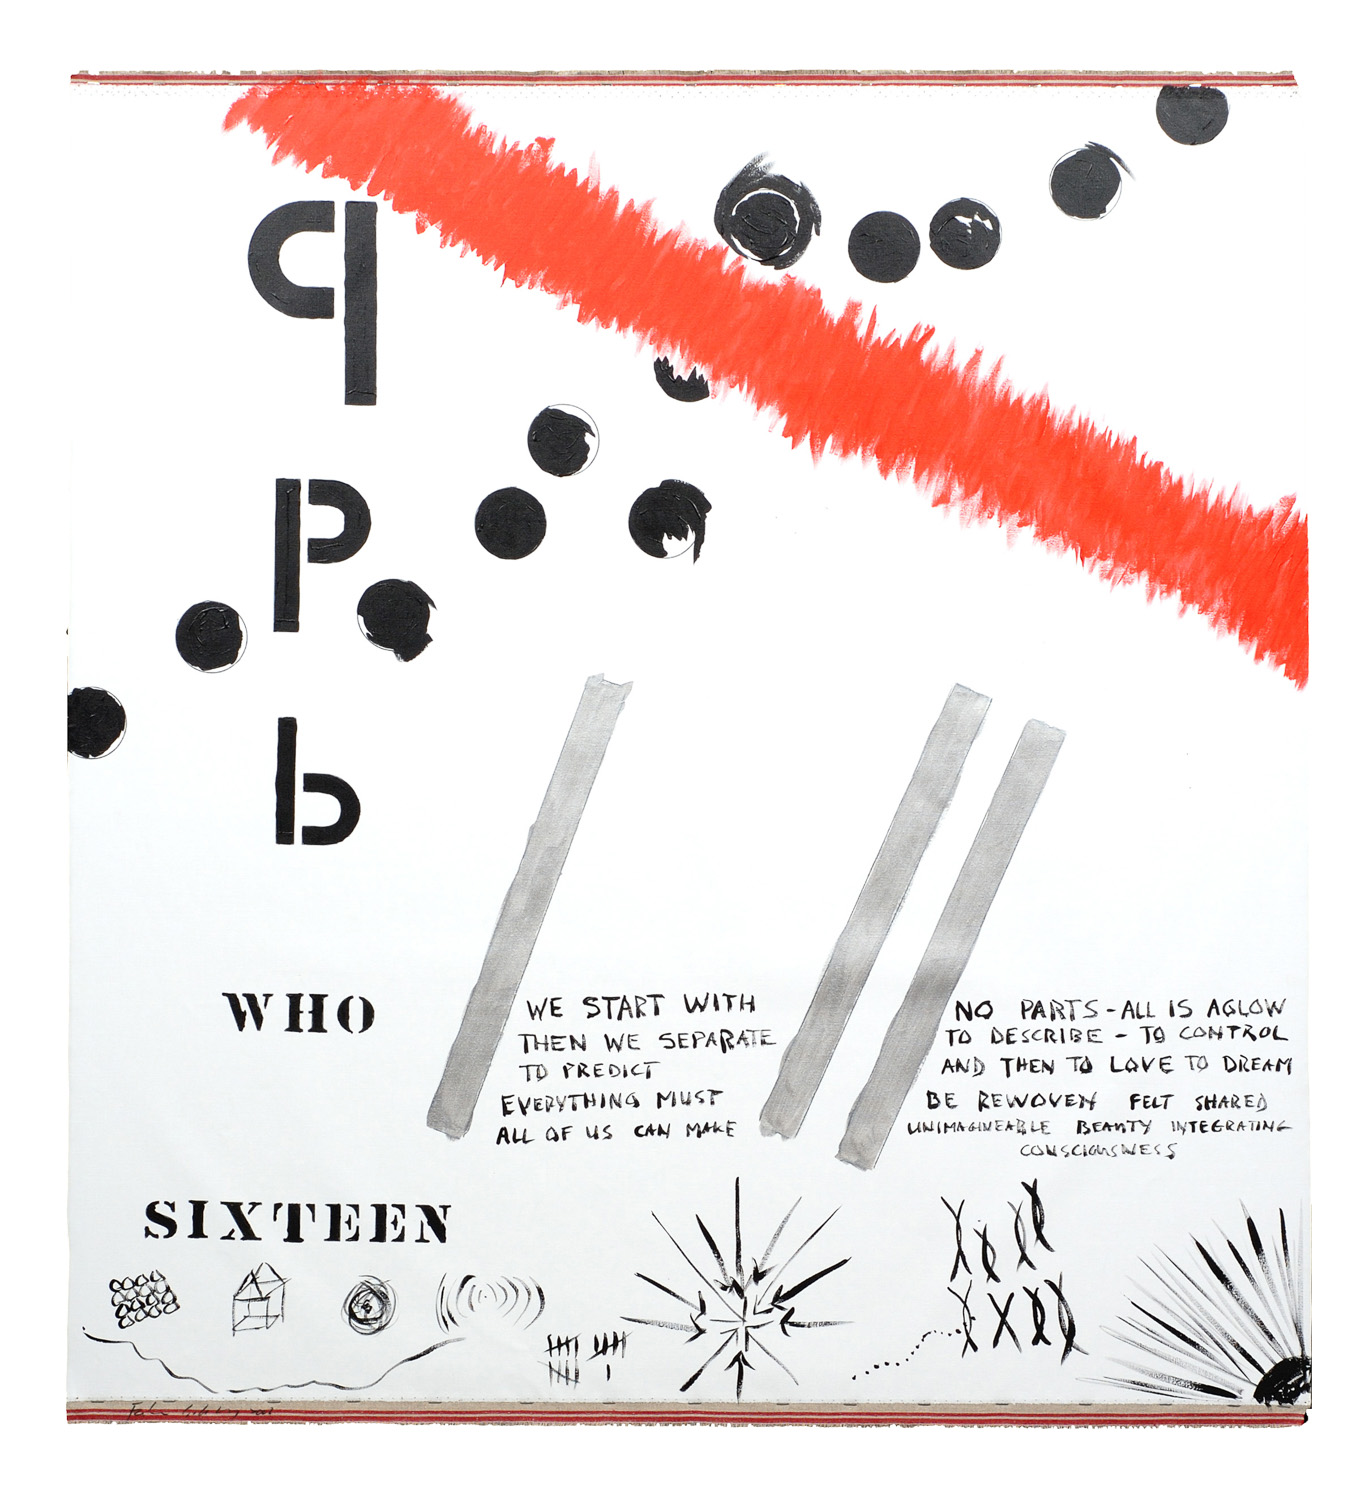 q
P
b
WHO
WE START WITH
THEN WE SEPARATE
TO PREDICT
EVERYTHING MUST
ALL OF US CAN MAKE
NO PARTS - ALL IS AGLOW
TO DESCRIBE - TO CONTROL
AND THEN TO LOVE TO DREAM
BE REWOVEN FELT SHARED
UNIMAGINEABLE BEAUTY INTEGRATING
CONSCIOUSNESS
SIXTEEN